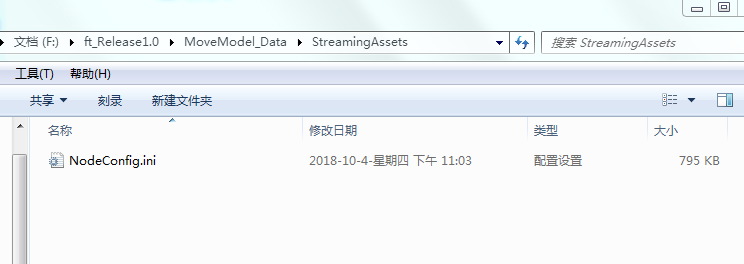 文档 (F:) ft_Release1.0 MoveModel_Data StreamingAssets 搜索 StreamingAssets
工具(T) 帮助(H)
共享 刻录 新建文件夹
名称 修改日期 类型 大小
NodeConfig.ini 2018-10-4-星期四 下午 11:03 配置设置 795 KB